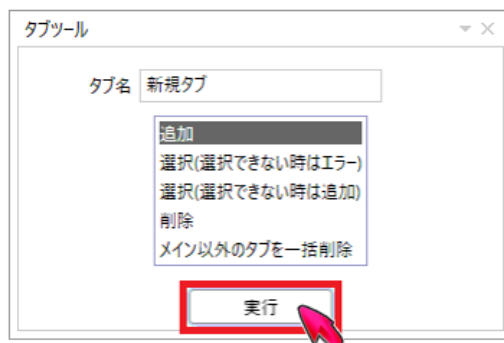 タブツール
タブ名 新規タブ
追加
選択(選択できない時はエラー)
選択(選択できない時は追加)
削除
メイン以外のタブを一括削除
実行